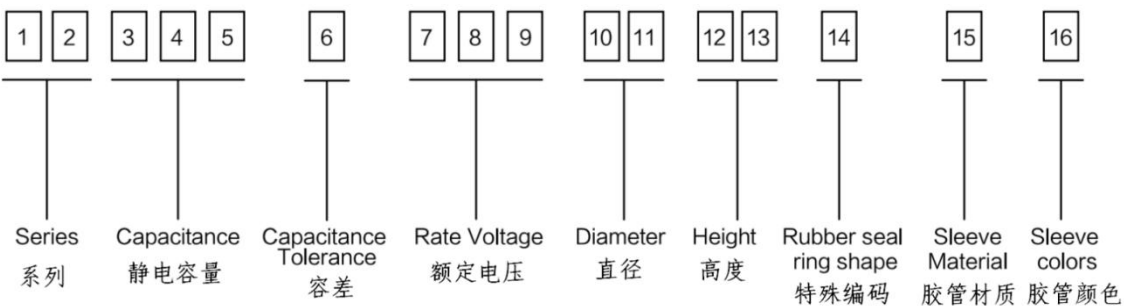 1 2 3 4 5 6 7 8 9 10 11 12 13 14 15 16
Series
系列
Capacitance
静电容量
Capacitance
Tolerance
容差
Rate Voltage
额定电压
Diameter
直径
Height
高度
Rubber seal
ring shape
特殊编码
Sleeve
Material
胶管材质
Sleeve
colors
胶管颜色